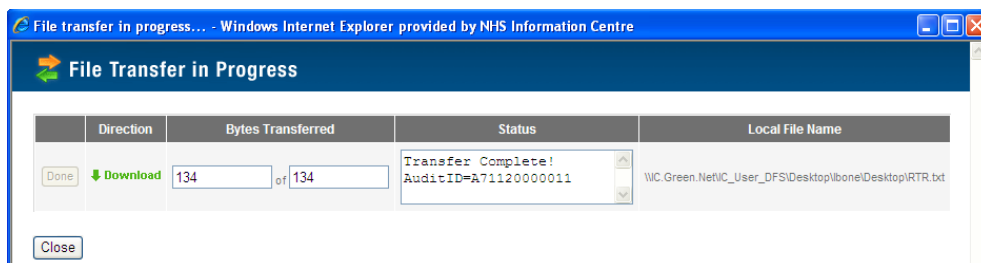 File transfer in progress... - Windows Internet Explorer provided by NHS Information Centre
File Transfer in Progress
Direction Bytes Transferred Status Local File Name
Done Download 134 of 134 Transfer Complete! \\IC.Green.Net\IC_User_DFS\Desktop\lbone\Desktop\RTR.txt
AuditID=A71120000011
Close